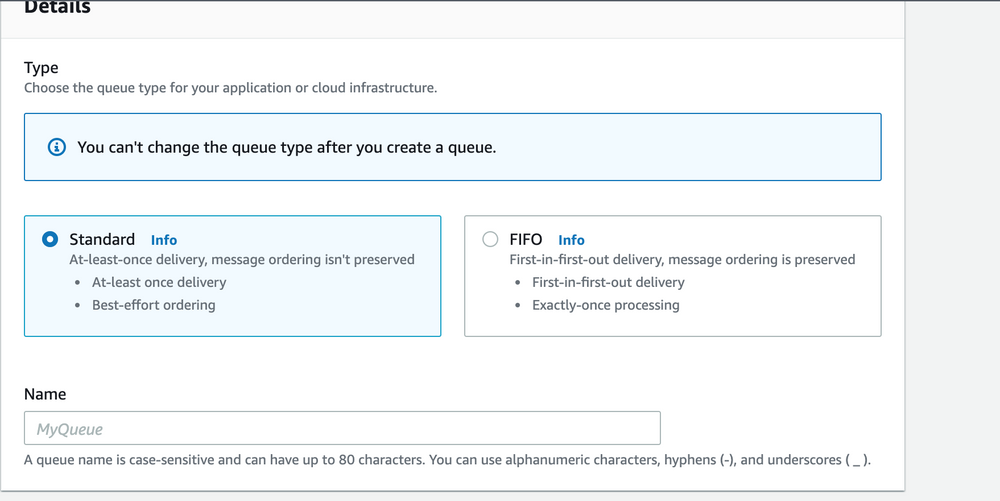 Details
Type
Choose the queue type for your application or cloud infrastructure.
You can't change the queue type after you create a queue.
Standard Info
At-least-once delivery, message ordering isn't preserved
• At-least once delivery
• Best-effort ordering
FIFO Info
First-in-first-out delivery, message ordering is preserved
• First-in-first-out delivery
• Exactly-once processing
Name
MyQueue
A queue name is case-sensitive and can have up to 80 characters. You can use alphanumeric characters, hyphens (-), and underscores ( _ ).